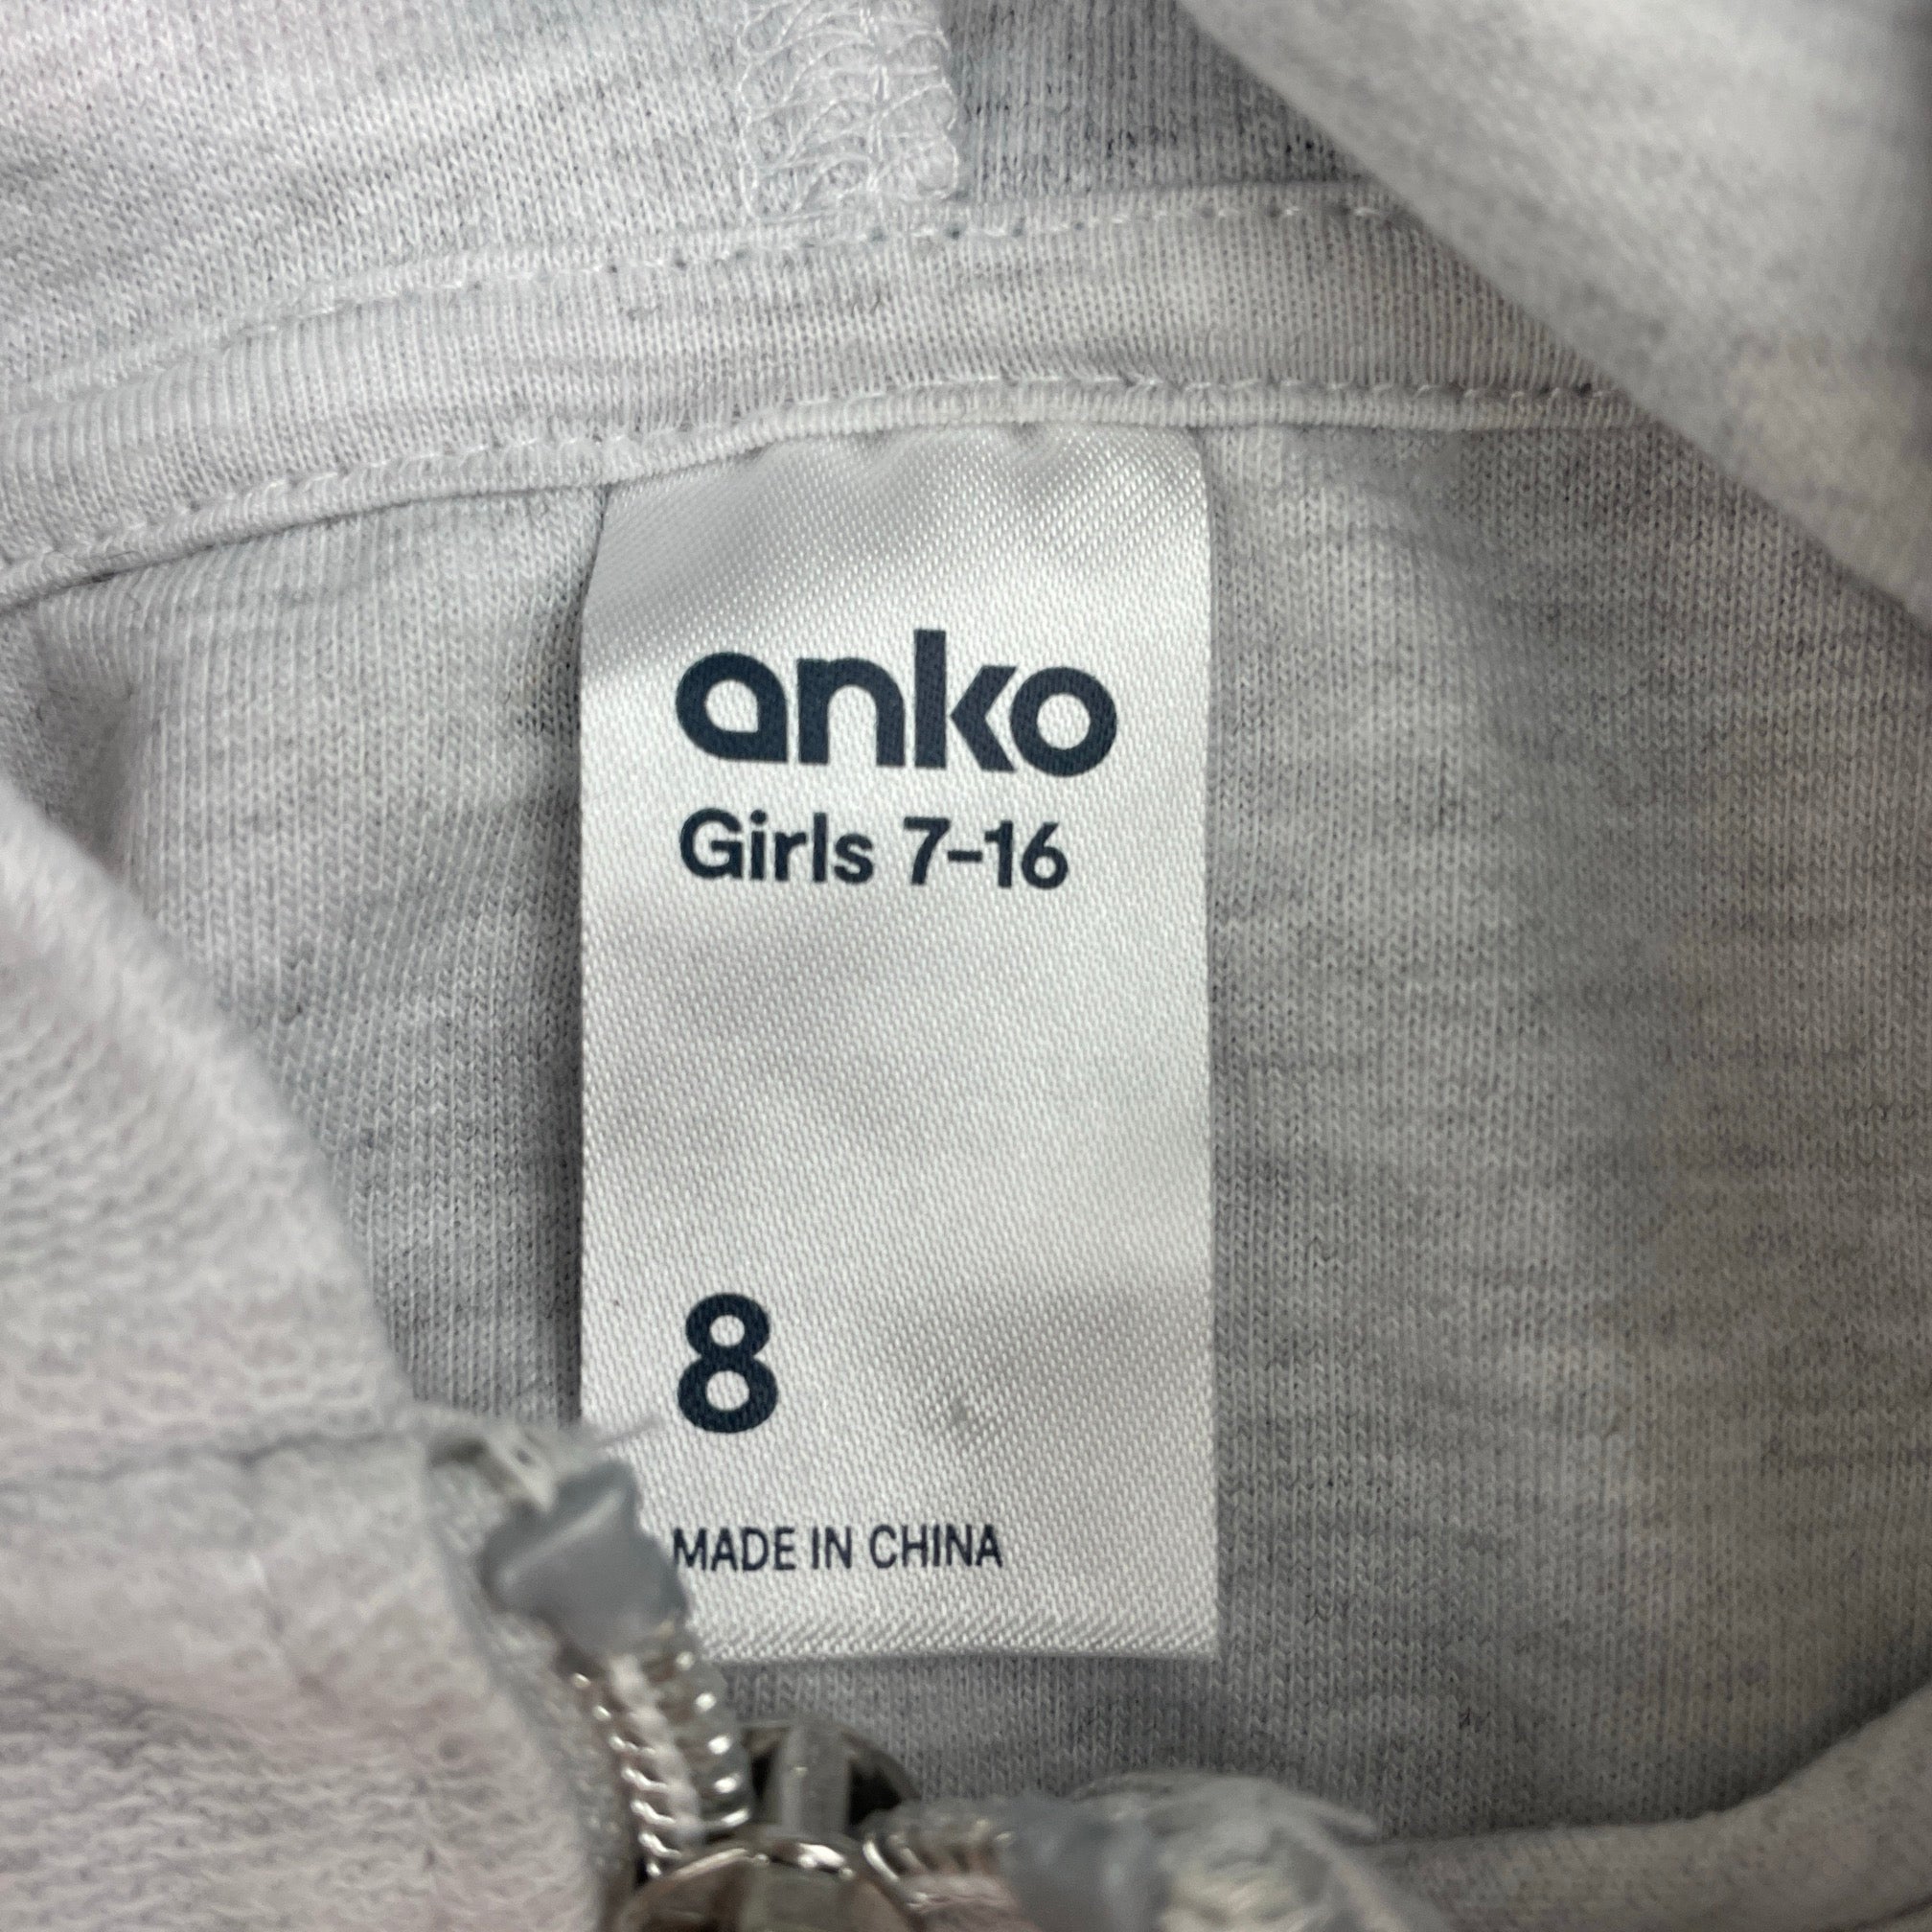 anko
Girls 7-16
8
MADE IN CHINA